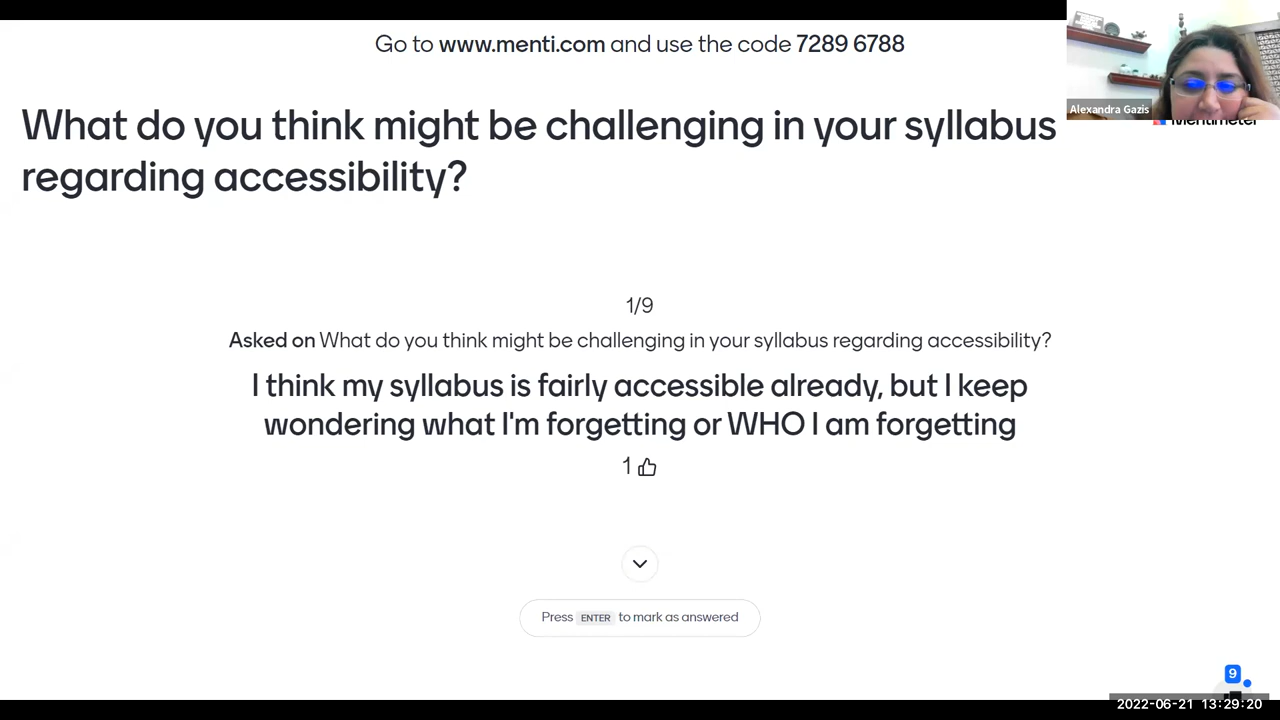 Go to www.menti.com and use the code 7289 6788
Alexandra Gazis
Mentimeter
What do you think might be challenging in your syllabus
regarding accessibility?
1/9
Asked on What do you think might be challenging in your syllabus regarding accessibility?
I think my syllabus is fairly accessible already, but I keep
wondering what I'm forgetting or WHO I am forgetting
1
Press ENTER to mark as answered
9
2022-06-21 13:29:20